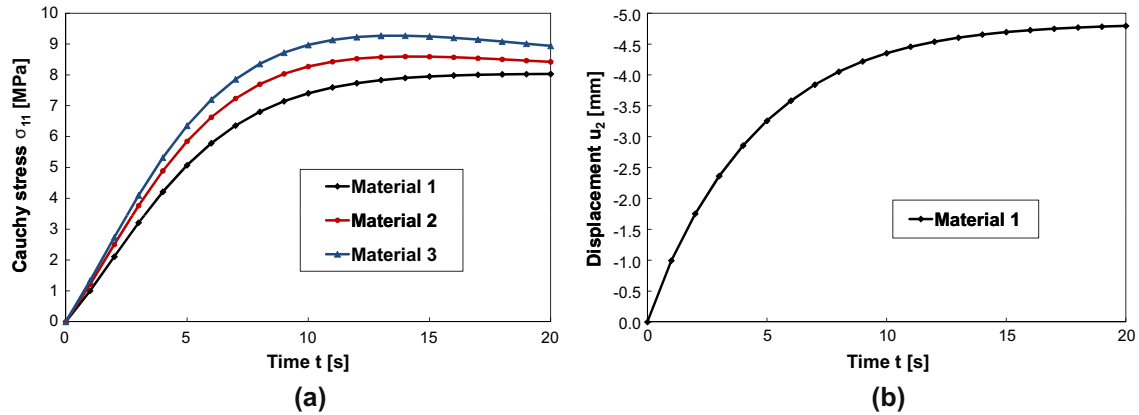 10
9
8
7
6
5
4
3
2
1
0
Cauchy stress σ11 [MPa]
Material 1
Material 2
Material 3
0 5 10 15 20
Time t [s]
(a)
-5.0
-4.5
-4.0
-3.5
-3.0
-2.5
-2.0
-1.5
-1.0
-0.5
0.0
Displacement u2 [mm]
Material 1
0 5 10 15 20
Time t [s]
(b)